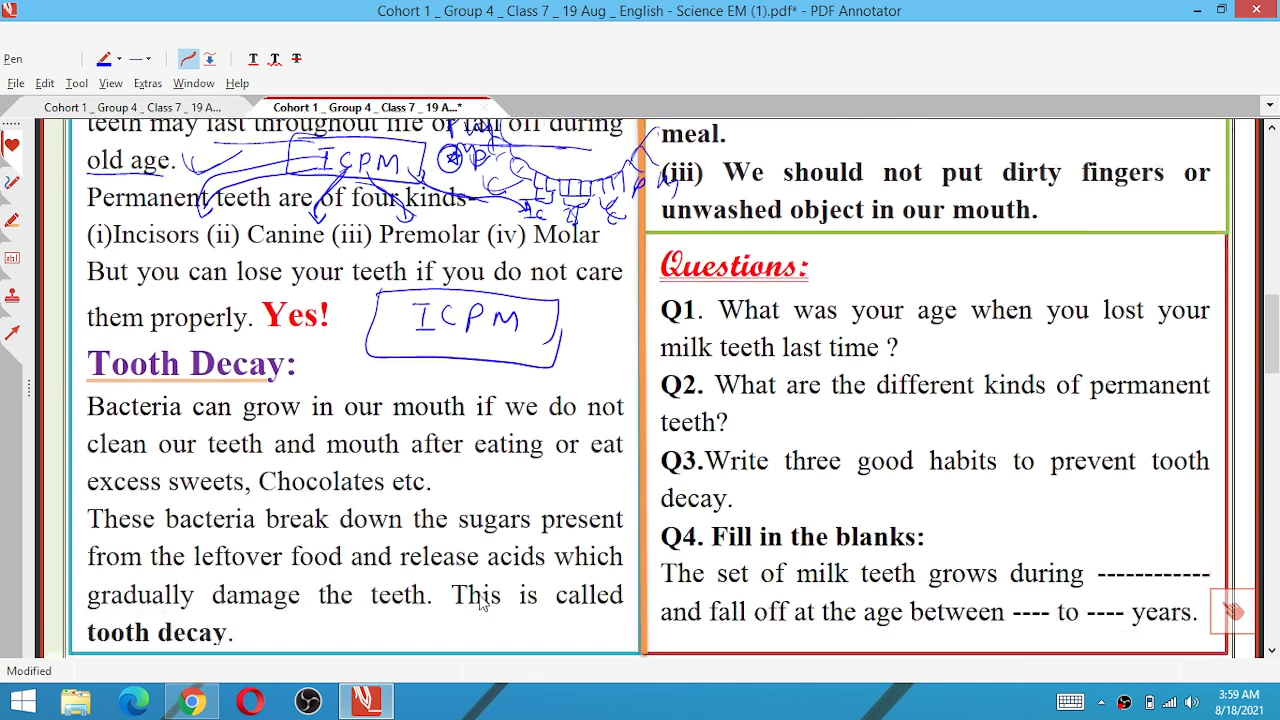 Cohort 1 _ Group 4 _ Class 7 _ 19 Aug _ English - Science EM (1).pdf* - PDF Annotator
Pen
File Edit Tool View Extras Window Help
Cohort 1 _ Group 4 _ Class 7 _ 19 A...
Cohort 1 _ Group 4 _ Class 7 _ 19 A...*
teeth may last throughout life or fall off during
old age. ICPM
Permanent teeth are of four kinds-
(i)Incisors (ii) Canine (iii) Premolar (iv) Molar
But you can lose your teeth if you do not care
them properly. Yes!
ICPM
Tooth Decay:
Bacteria can grow in our mouth if we do not
clean our teeth and mouth after eating or eat
excess sweets, Chocolates etc.
These bacteria break down the sugars present
from the leftover food and release acids which
gradually damage the teeth. This is called
tooth decay.
meal.
(iii) We should not put dirty fingers or
unwashed object in our mouth.
Questions:
Q1. What was your age when you lost your
milk teeth last time ?
Q2. What are the different kinds of permanent
teeth?
Q3.Write three good habits to prevent tooth
decay.
Q4. Fill in the blanks:
The set of milk teeth grows during ------------
and fall off at the age between ---- to ---- years.
Modified
3:59 AM
8/18/2021